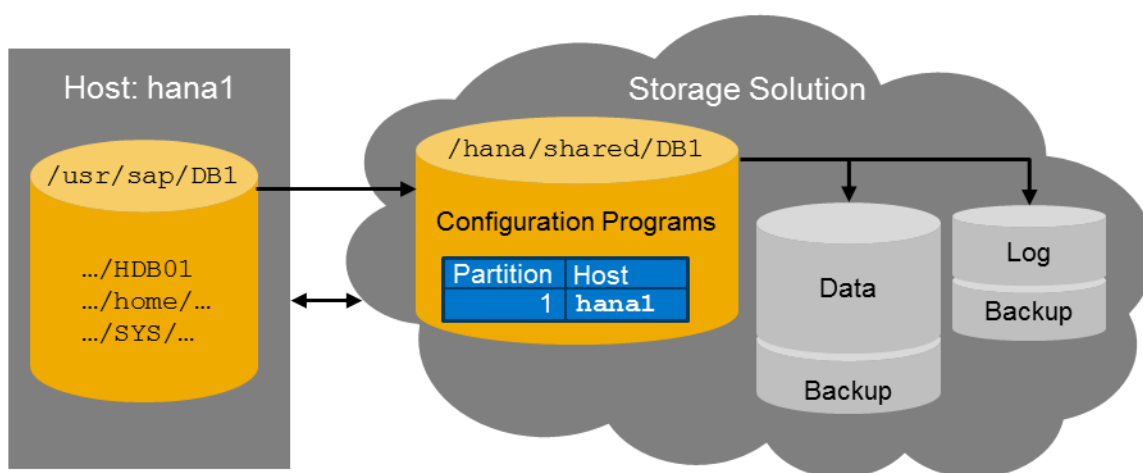 Host: hana1
/usr/sap/DB1
…/HDB01
…/home/…
…/SYS/…
Storage Solution
/hana/shared/DB1
Configuration Programs
Partition Host
1 hana1
Data
Backup
Log
Backup